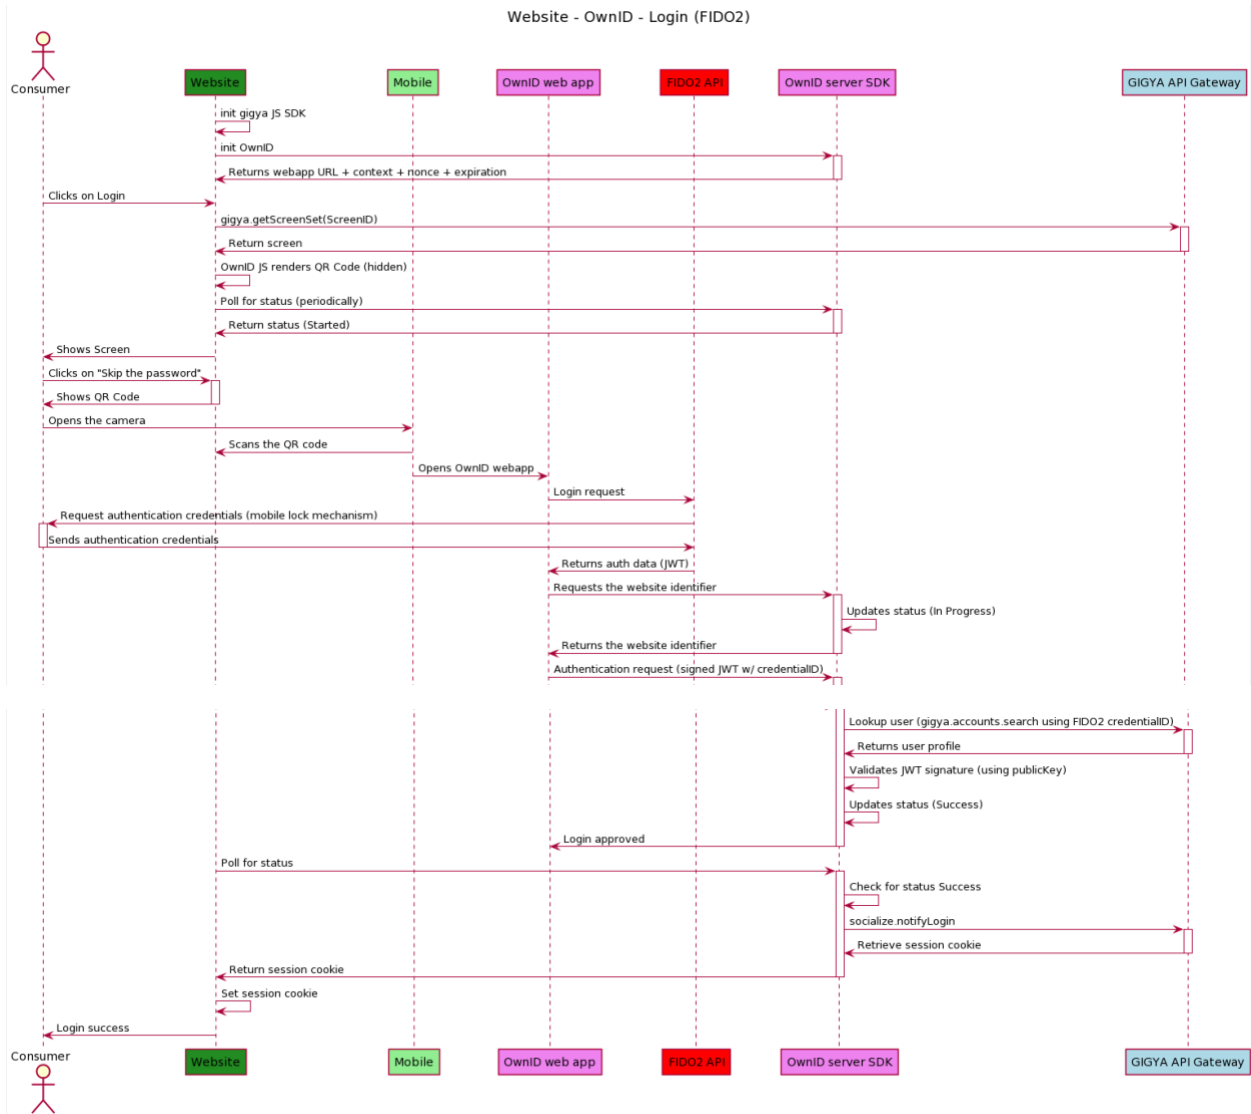 Website - OwnID - Login (FIDO2)
Consumer
Website
Mobile
OwnID web app
FIDO2 API
OwnID server SDK
GIGYA API Gateway
init gigya JS SDK
init OwnID
Returns webapp URL + context + nonce + expiration
Clicks on Login
gigya.getScreenSet(ScreenID)
Return screen
OwnID JS renders QR Code (hidden)
Poll for status (periodically)
Return status (Started)
Shows Screen
Clicks on "Skip the password"
Shows QR Code
Opens the camera
Scans the QR code
Opens OwnID webapp
Login request
Request authentication credentials (mobile lock mechanism)
Sends authentication credentials
Returns auth data (JWT)
Requests the website identifier
Updates status (In Progress)
Returns the website identifier
Authentication request (signed JWT w/ credentialID)
Lookup user (gigya.accounts.search using FIDO2 credentialID)
Returns user profile
Validates JWT signature (using publicKey)
Updates status (Success)
Login approved
Poll for status
Check for status Success
socialize.notifyLogin
Retrieve session cookie
Return session cookie
Set session cookie
Login success
Consumer
Website
Mobile
OwnID web app
FIDO2 API
OwnID server SDK
GIGYA API Gateway